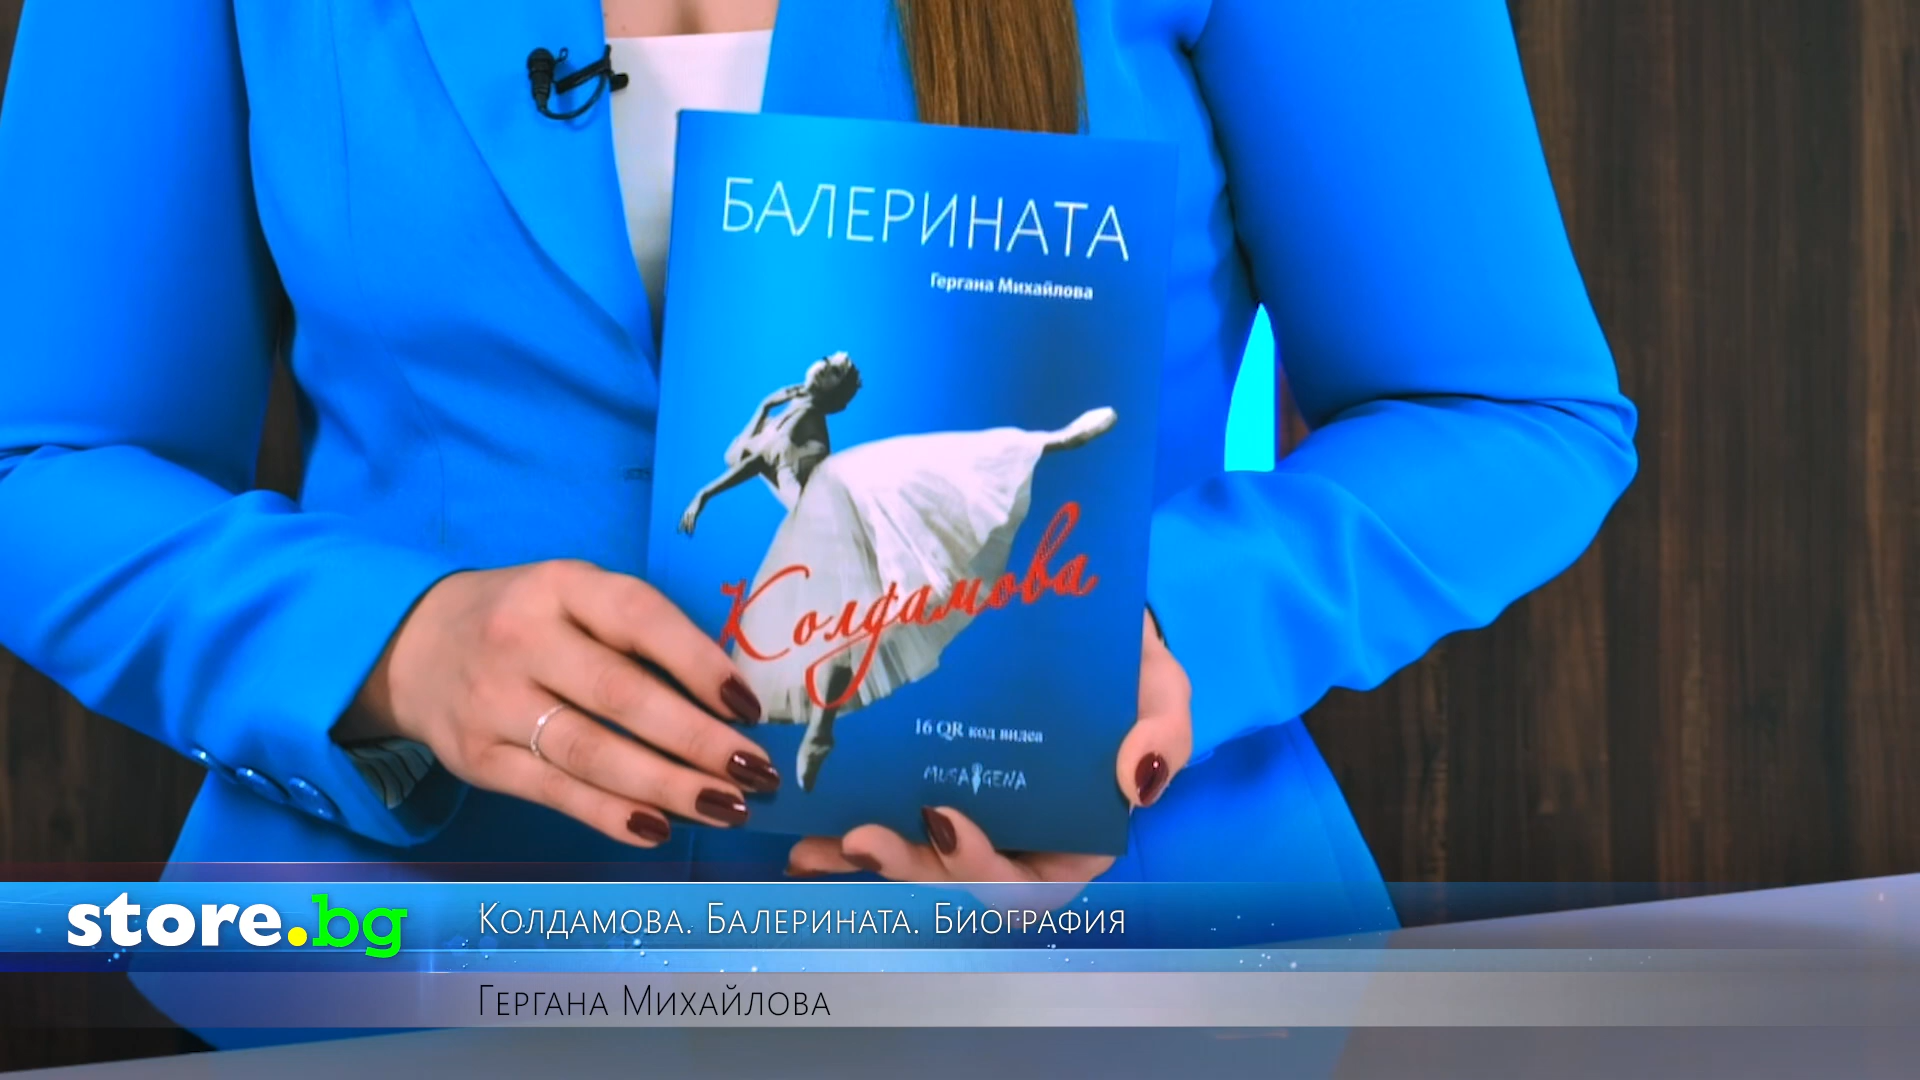 БАЛЕРИНАТА
Гергана Михайлова
Колдамова
16 QR код видеа
MUSAGENA
store.bg
Колдамова. Балерината. Биография
Гергана Михайлова